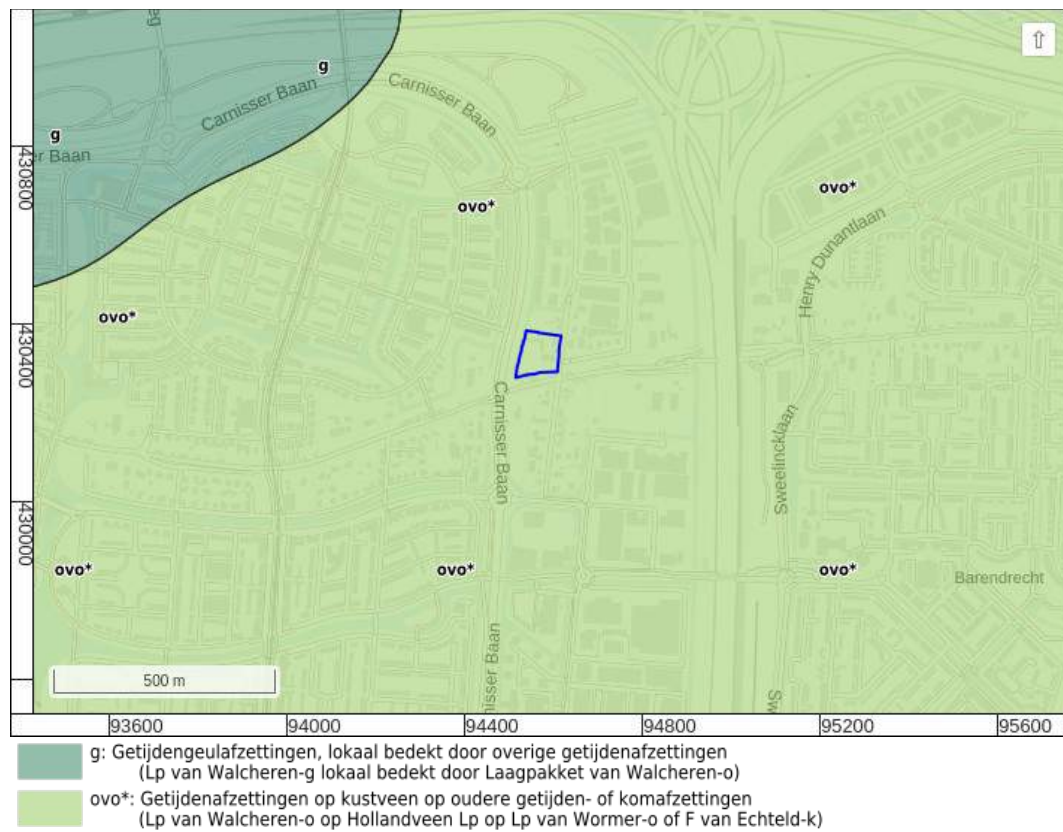 ag
g
Carnisser Baan
Carnisser Baan
g
er Baan
⇧
430800
ovo*
ovo*
Henry Dunantlaan
ovo*
430400
Carnisser Baan
Sweelincklaan
430000
ovo*
ovo*
ovo*
Barendrecht
nisser Baan
Sw
500 m
93600 94000 94400 94800 95200 95600
g: Getijdengeulafzettingen, lokaal bedekt door overige getijdenafzettingen
(Lp van Walcheren-g lokaal bedekt door Laagpakket van Walcheren-o)
ovo*: Getijdenafzettingen op kustveen op oudere getijden- of komafzettingen
(Lp van Walcheren-o op Hollandveen Lp op Lp van Wormer-o of F van Echteld-k)